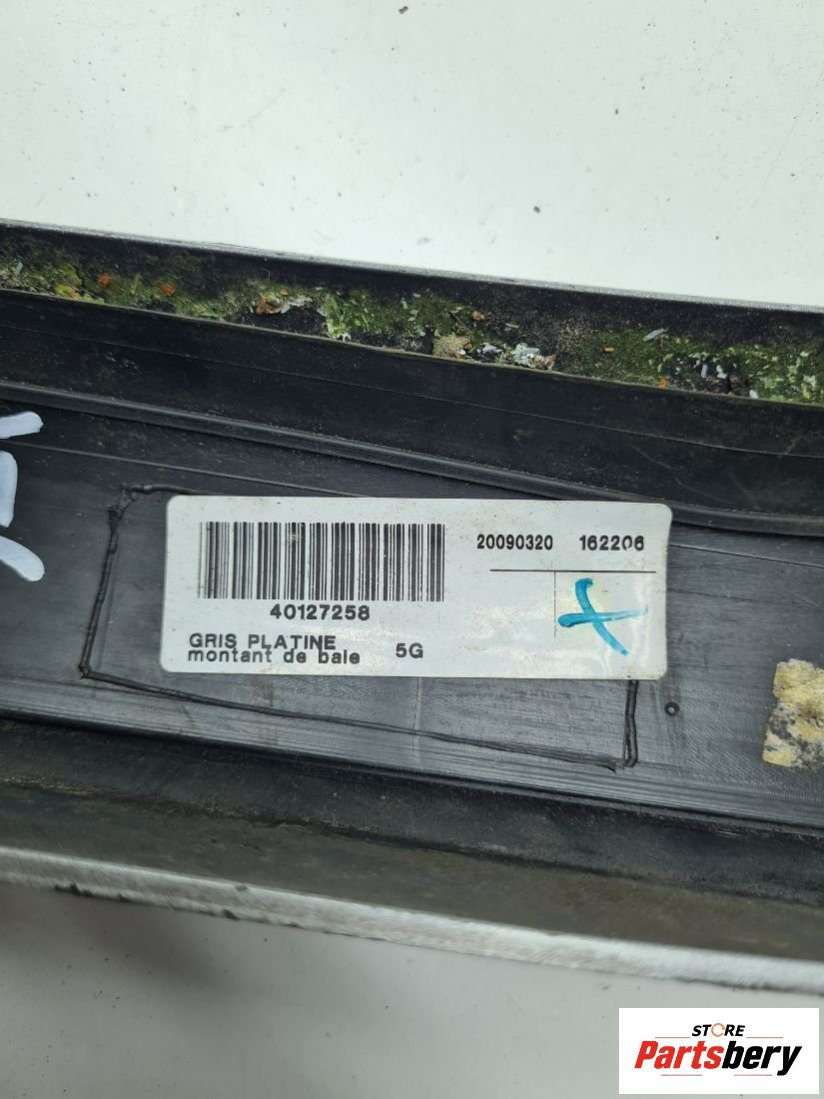 20090320 162206
40127258
GRIS PLATINE
montant de baie 5G
STORE
Partsbery